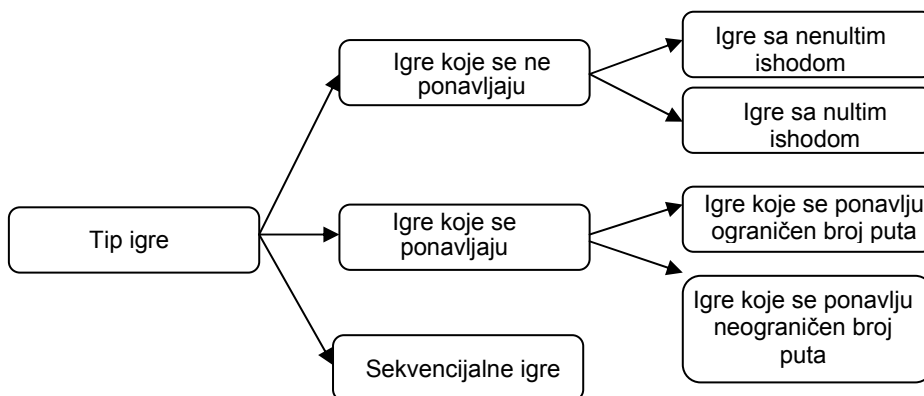 Tip igre
Igre koje se ne
ponavljaju
Igre sa nenultim
ishodom
Igre sa nultim
ishodom
Igre koje se
ponavljaju
Igre koje se ponavlju
ograničen broj puta
Igre koje se ponavlju
neograničen broj
puta
Sekvencijalne igre